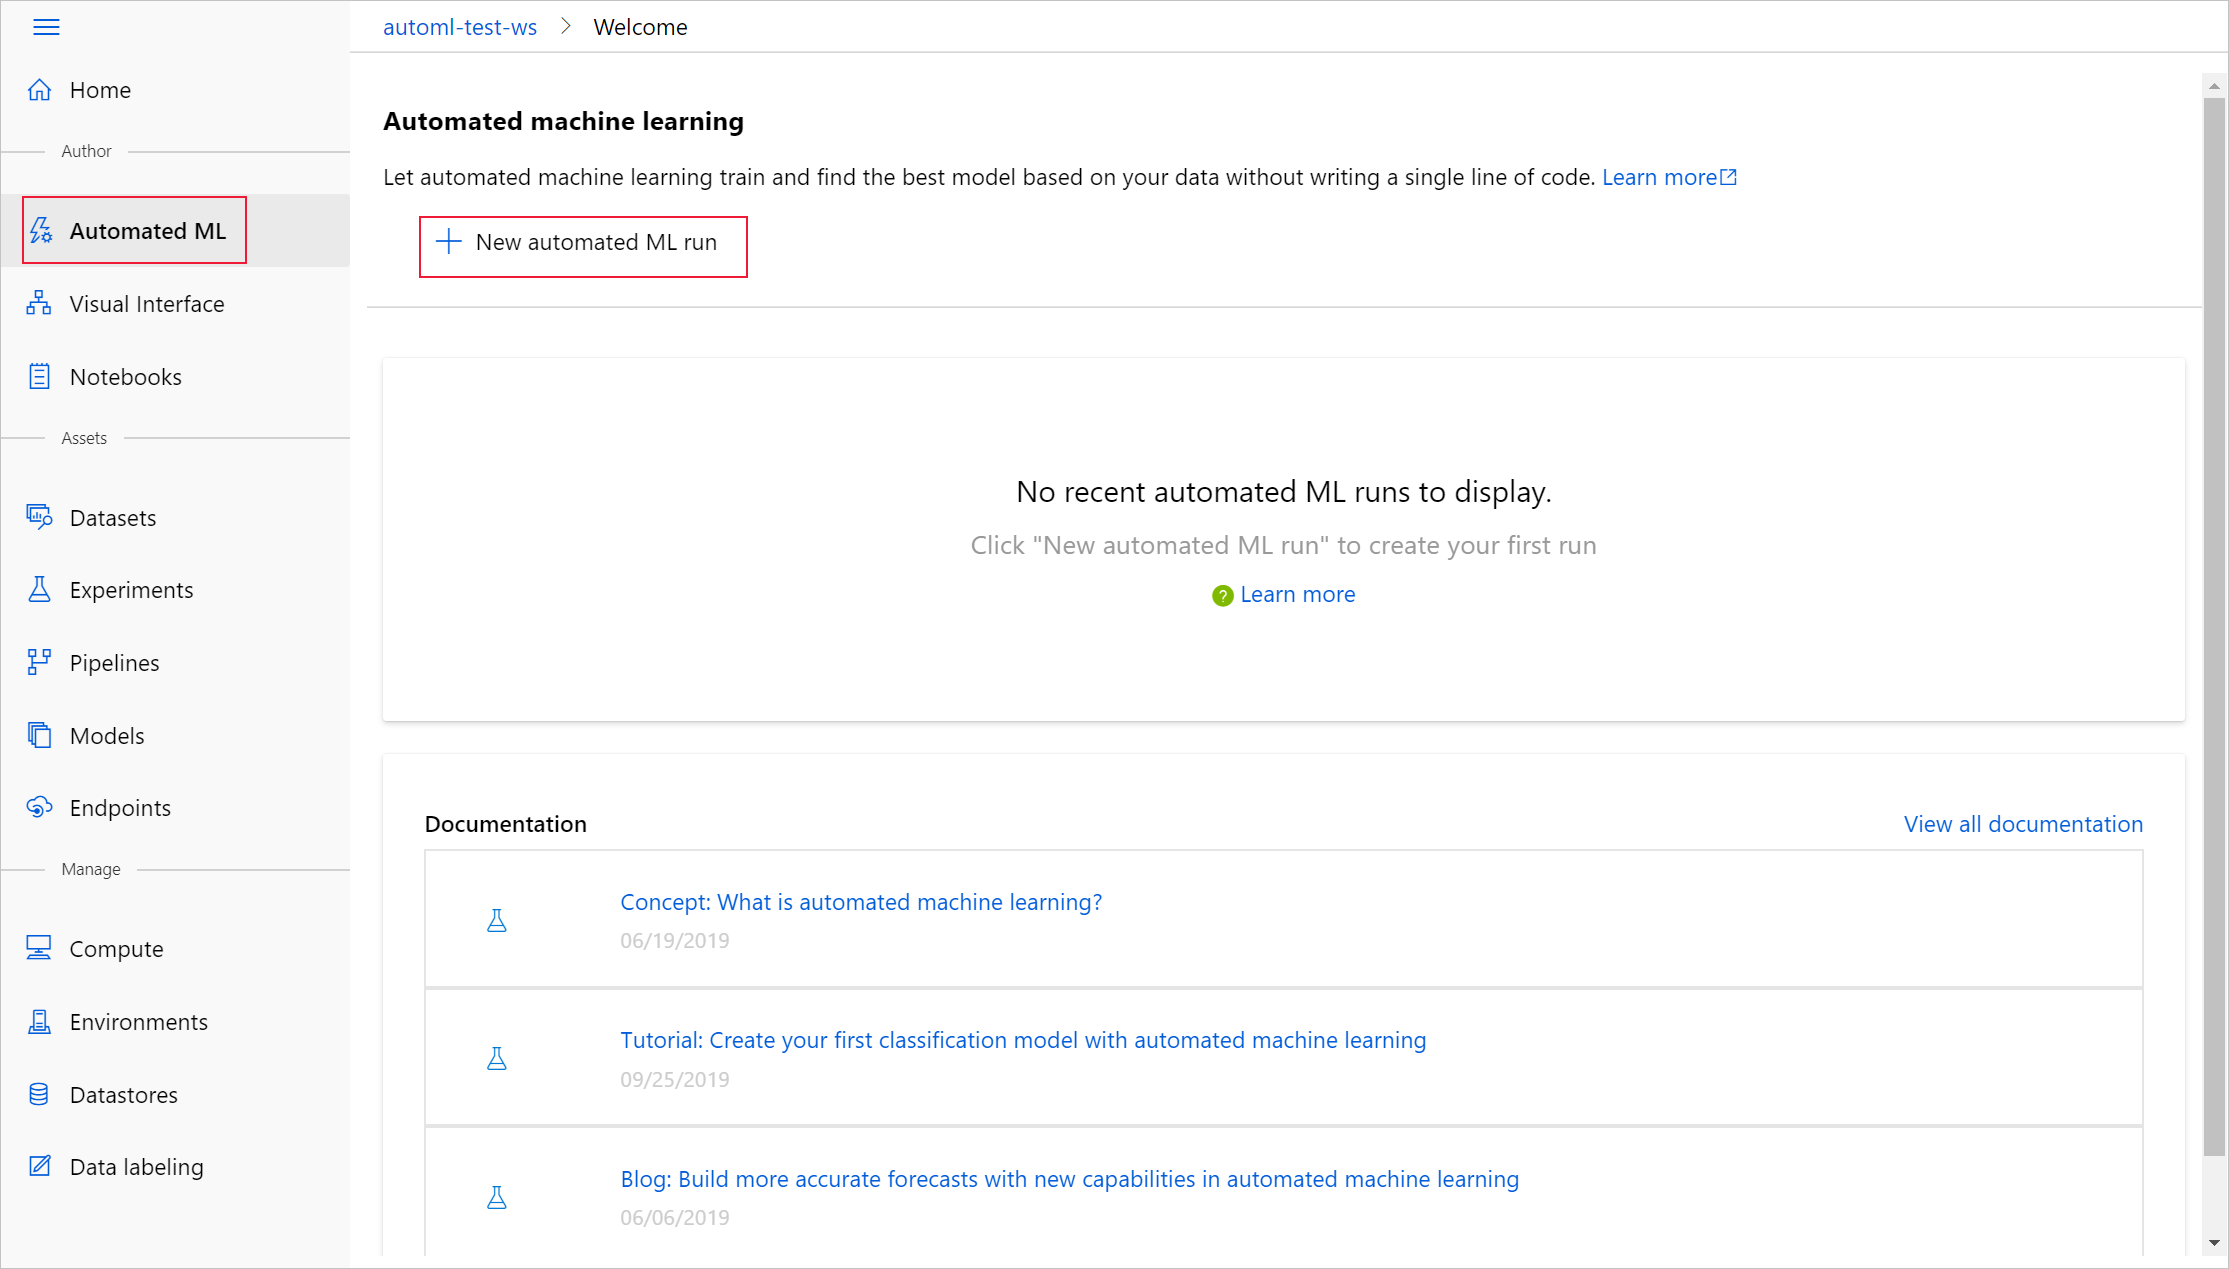 automl-test-ws > Welcome
Home
Author
Automated ML
Visual Interface
Notebooks
Assets
Datasets
Experiments
Pipelines
Models
Endpoints
Manage
Compute
Environments
Datastores
Data labeling
Automated machine learning
Let automated machine learning train and find the best model based on your data without writing a single line of code. Learn more
New automated ML run
No recent automated ML runs to display.
Click "New automated ML run" to create your first run
? Learn more
Documentation
View all documentation
Concept: What is automated machine learning?
06/19/2019
Tutorial: Create your first classification model with automated machine learning
09/25/2019
Blog: Build more accurate forecasts with new capabilities in automated machine learning
06/06/2019